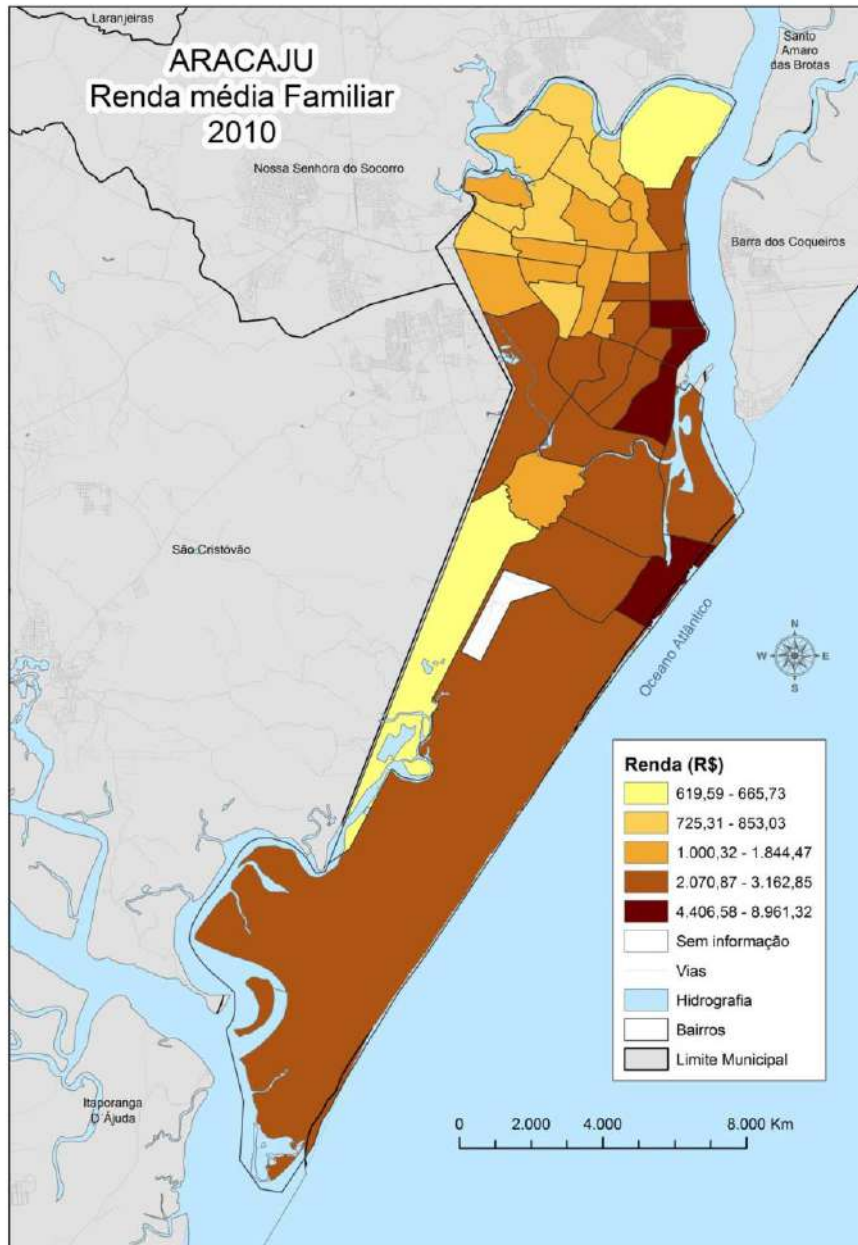 Laranjeiras
ARACAJU
Renda média Familiar
2010
Santo
Amaro
das Brotas
Nossa Senhora do Socorro
Barra dos Coqueiros
São Cristóvão
Oceano Atlântico
N
W
E
S
Renda (R$)
619,59 - 665,73
725,31 - 853,03
1.000,32 - 1.844,47
2.070,87 - 3.162,85
4.406,58 - 8.961,32
Sem informação
Vias
Hidrografia
Bairros
Limite Municipal
Itaporanga
D´Ájuda
0 2.000 4.000 8.000 Km